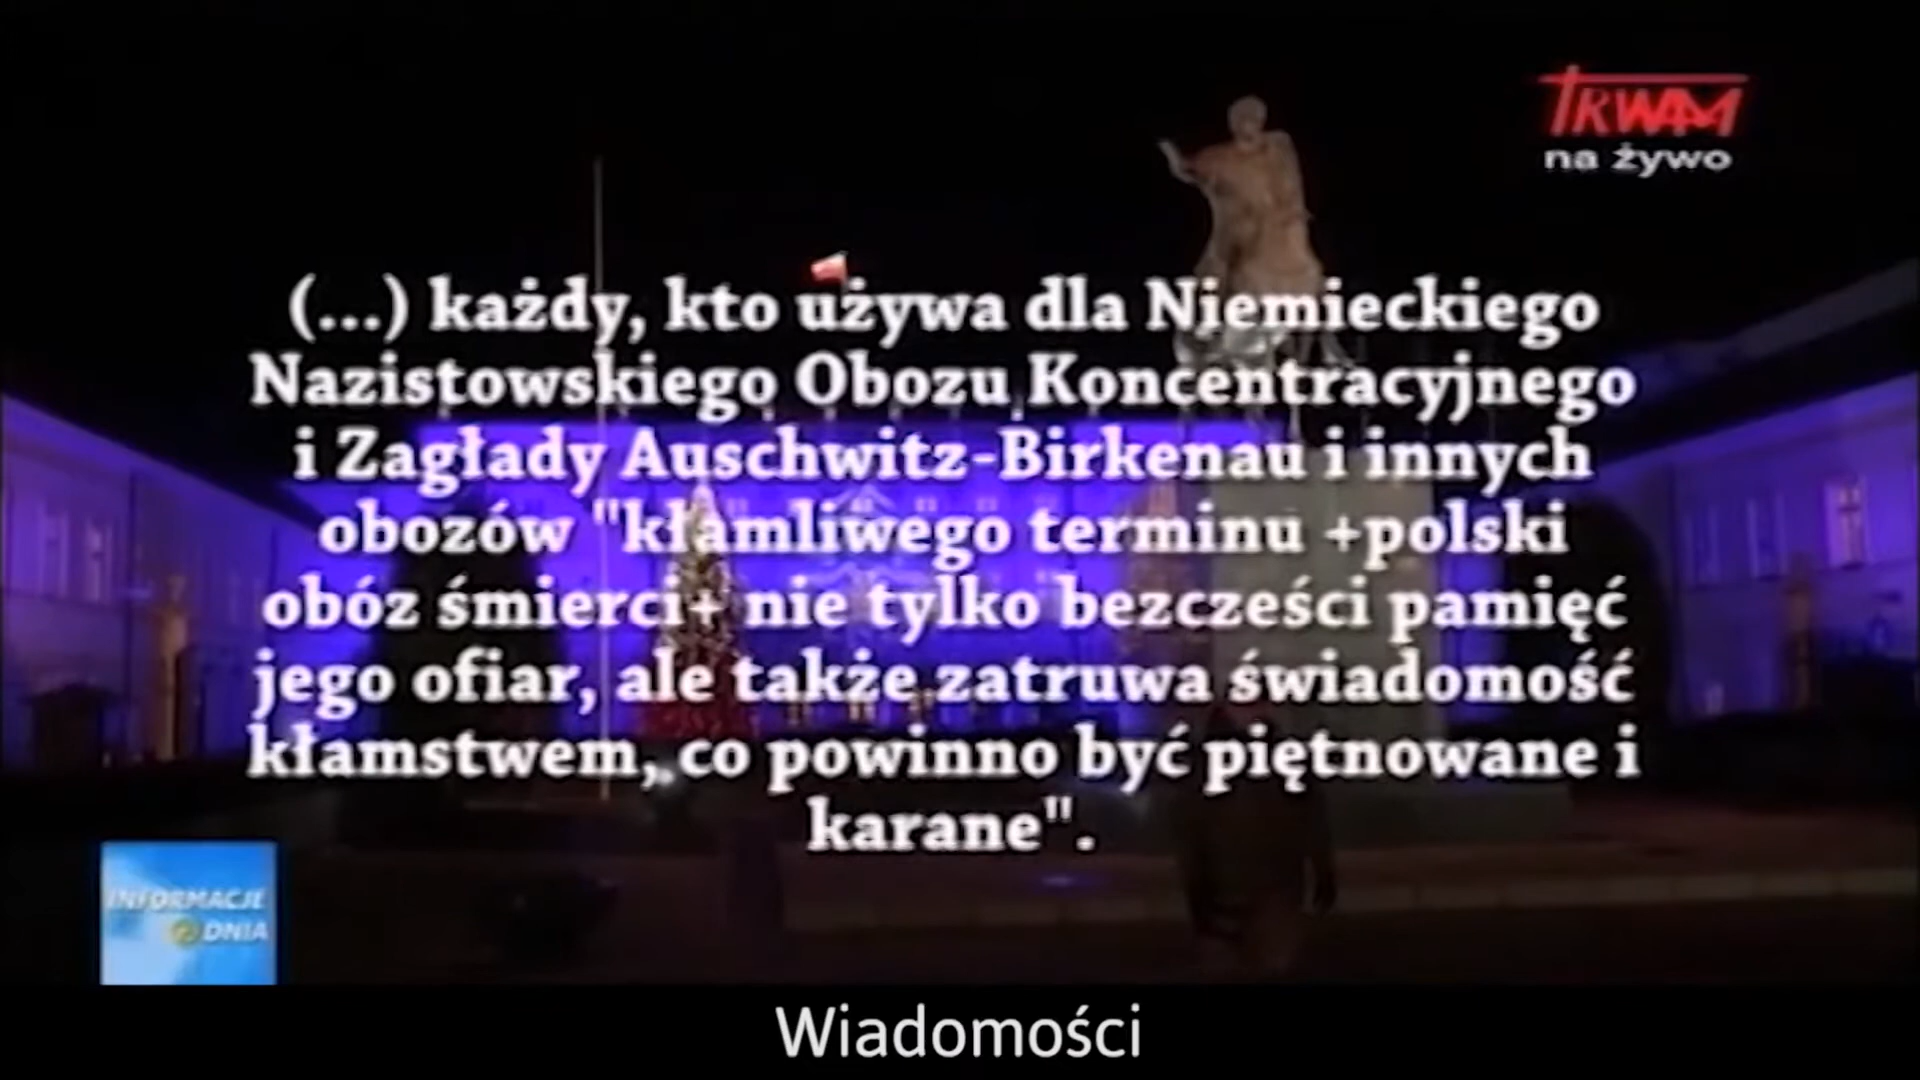 TRWAM
na żywo
(...) każdy, kto używa dla Niemieckiego
Nazistowskiego Obozu Koncentracyjnego
i Zagłady Auschwitz-Birkenau i innych
obozów "kłamliwego terminu +polski
obóz śmierci+ nie tylko bezcześci pamięć
jego ofiar, ale także zatruwa świadomość
kłamstwem, co powinno być piętnowane i
karane".
INFORMACJE
DNIA
Wiadomości